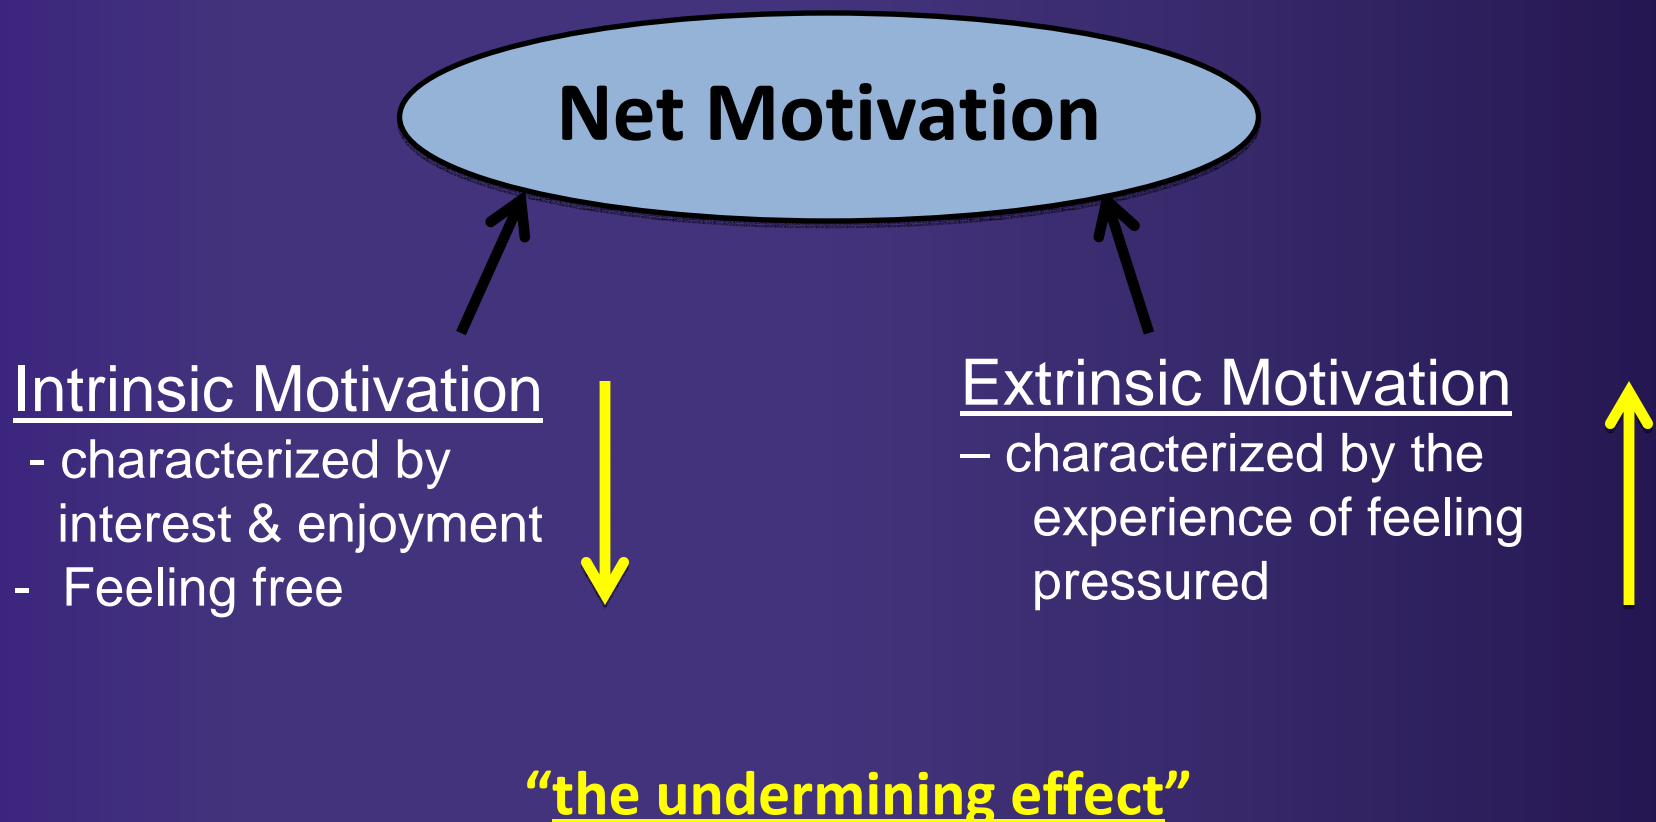 Net Motivation
Intrinsic Motivation
- characterized by
interest & enjoyment
- Feeling free
Extrinsic Motivation
– characterized by the
experience of feeling
pressured
“the undermining effect”